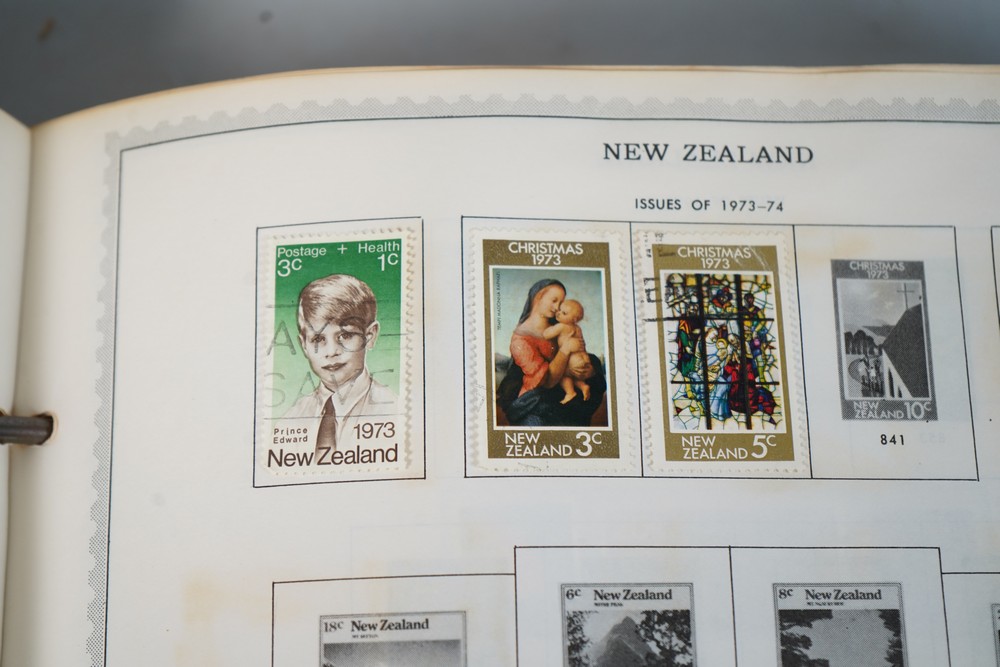 NEW ZEALAND
ISSUES OF 1973–74
Postage + Health
3c 1c
Prince
Edward
1973
New Zealand
CHRISTMAS
1973
NEW
ZEALAND 3c
CHRISTMAS
1973
NEW
ZEALAND 5c
CHRISTMAS
1973
NEW
ZEALAND 10c
841
18c New Zealand
6c New Zealand
8c New Zealand